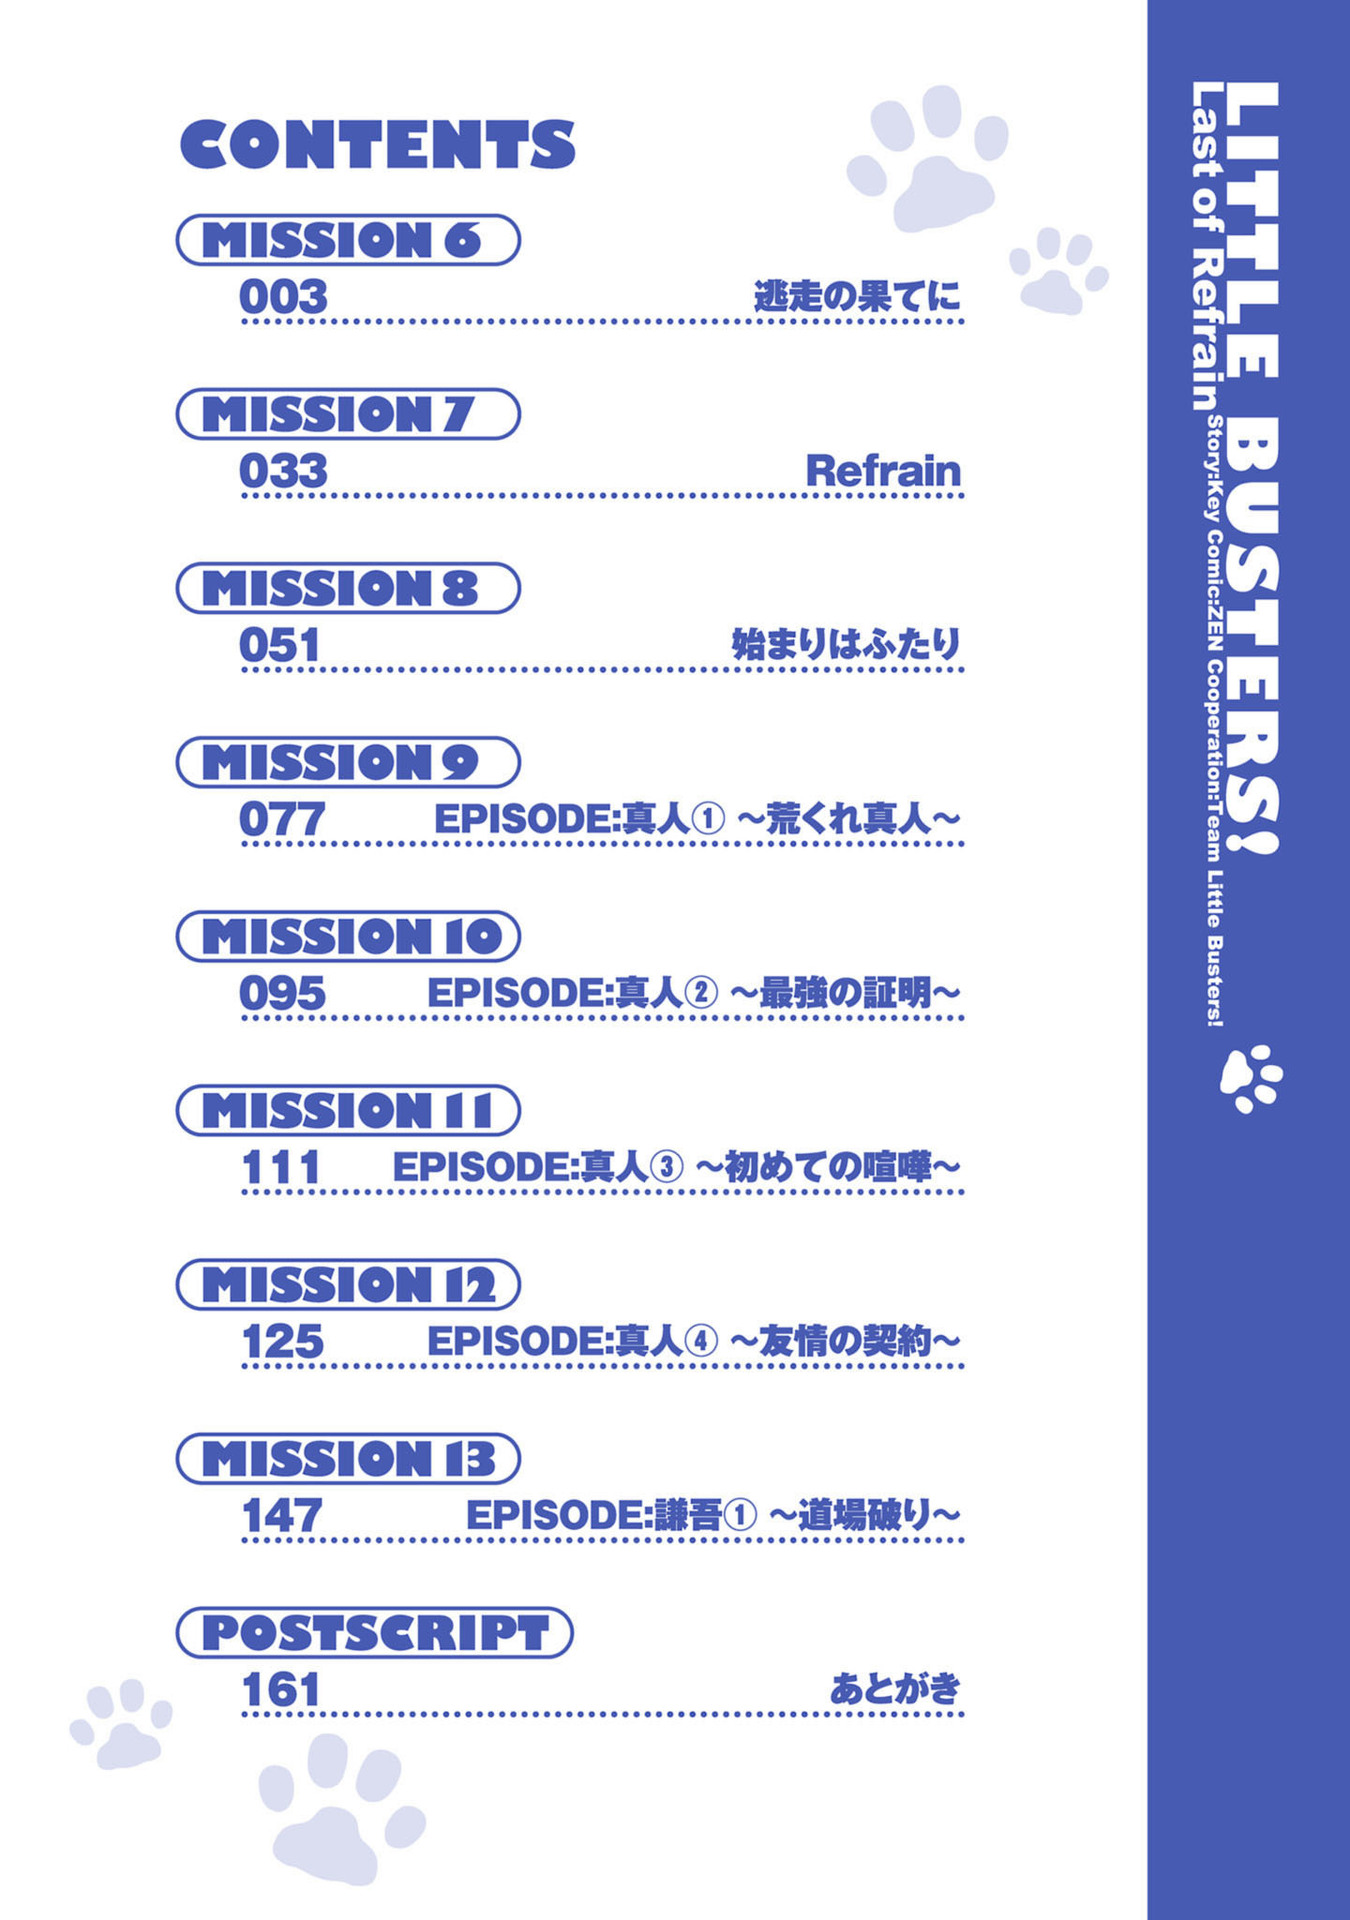 CONTENTS
MISSION 6
003 逃走の果てに
MISSION 7
033 Refrain
MISSION 8
051 始まりはふたり
MISSION 9
077 EPISODE:真人① ～荒くれ真人～
MISSION 10
095 EPISODE:真人② ～最強の証明～
MISSION 11
111 EPISODE:真人③ ～初めての喧嘩～
MISSION 12
125 EPISODE:真人④ ～友情の契約～
MISSION 13
147 EPISODE:謙吾① ～道場破り～
POSTSCRIPT
161 あとがき
LITTLE BUSTERS!
Last of Refrain
Story:Key Comic:ZEN Cooperation:Team Little Busters!